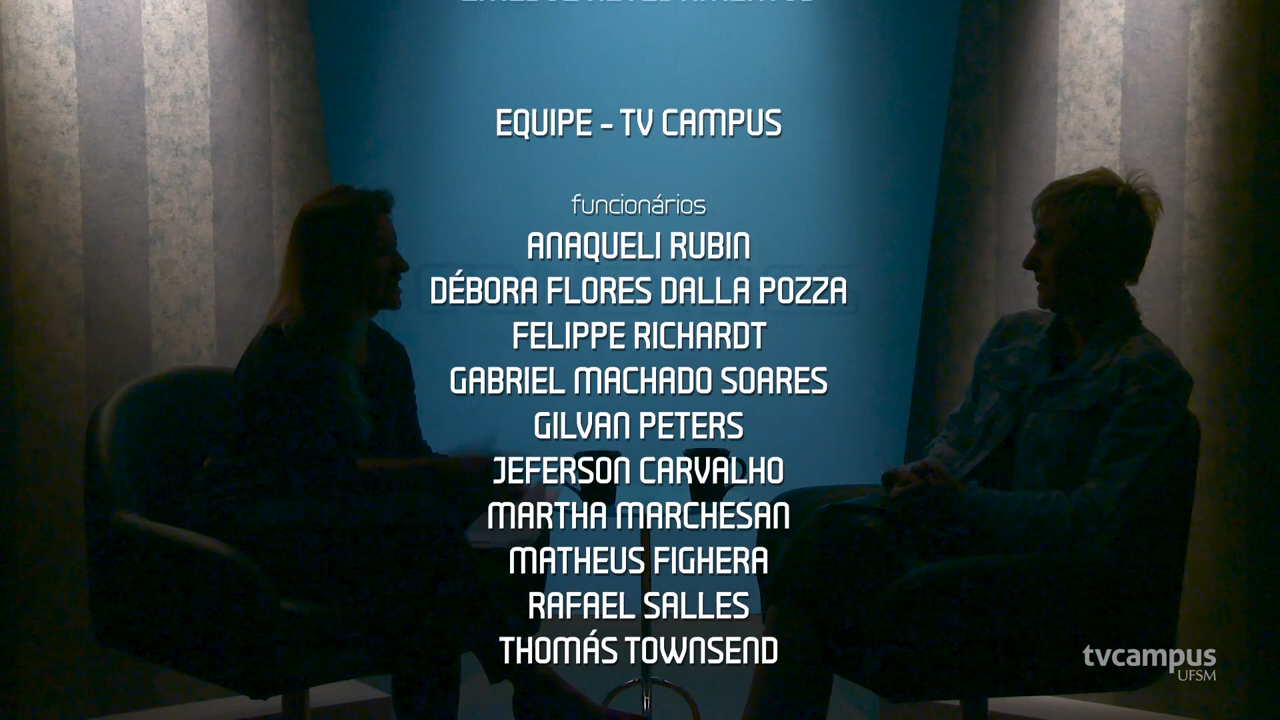 EQUIPE - TV CAMPUS
funcionários
ANAQUELI RUBIN
DÉBORA FLORES DALLA POZZA
FELIPPE RICHARDT
GABRIEL MACHADO SOARES
GILVAN PETERS
JEFERSON CARVALHO
MARTHA MARCHESAN
MATHEUS FIGHERA
RAFAEL SALLES
THOMÁS TOWNSEND
tvcampus
UFSM